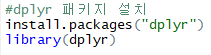 #dplyr 패키지 설치
install.packages("dplyr")
library(dplyr)